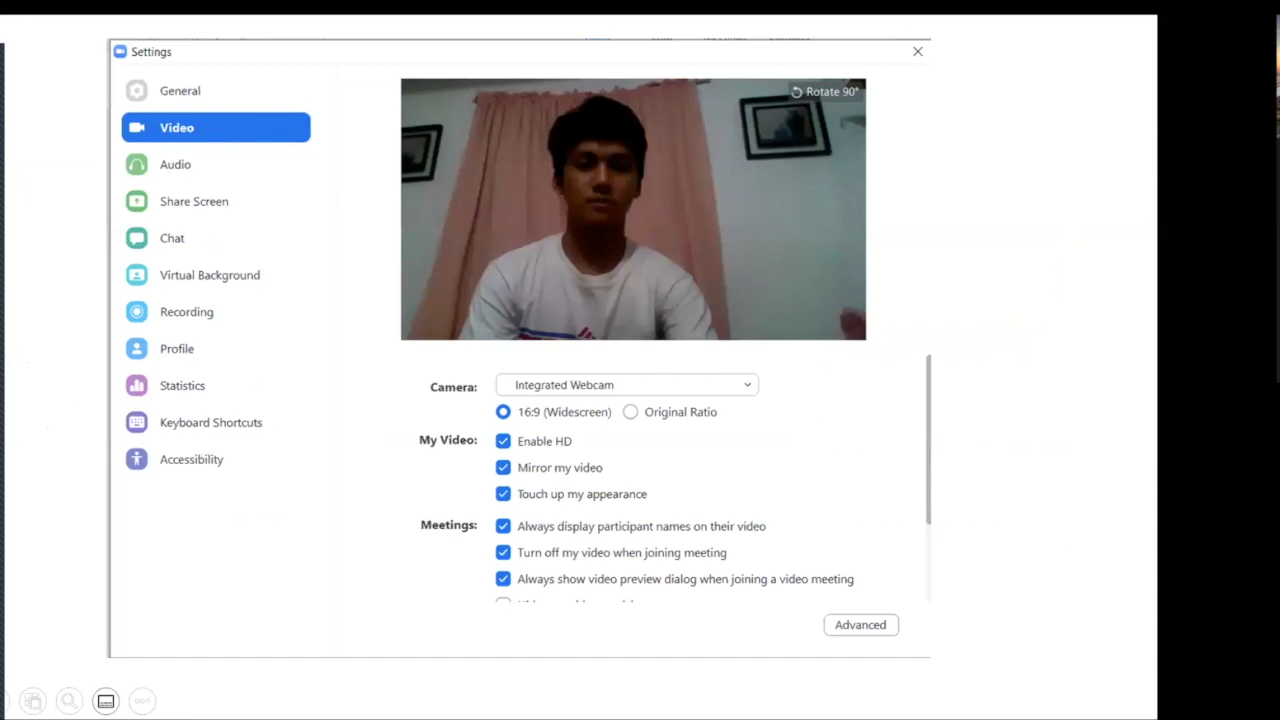 Settings
General
Video
Audio
Share Screen
Chat
Virtual Background
Recording
Profile
Statistics
Keyboard Shortcuts
Accessibility
Rotate 90°
Camera:
Integrated Webcam
16:9 (Widescreen) Original Ratio
My Video:
Enable HD
Mirror my video
Touch up my appearance
Meetings:
Always display participant names on their video
Turn off my video when joining meeting
Always show video preview dialog when joining a video meeting
Advanced